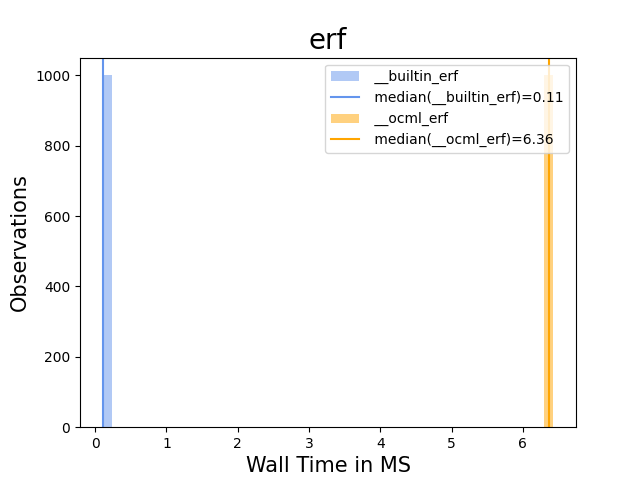 erf
1000
800
600
400
200
0
Observations
__builtin_erf
median(__builtin_erf)=0.11
__ocml_erf
median(__ocml_erf)=6.36
0 1 2 3 4 5 6
Wall Time in MS